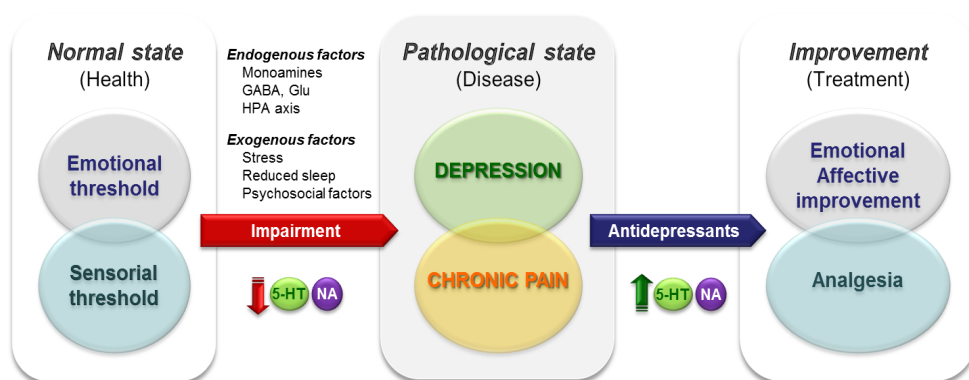 Normal state
(Health)
Emotional
threshold
Sensorial
threshold
Endogenous factors
Monoamines
GABA, Glu
HPA axis
Exogenous factors
Stress
Reduced sleep
Psychosocial factors
Impairment
5-HT NA
Pathological state
(Disease)
DEPRESSION
CHRONIC PAIN
Antidepressants
5-HT NA
Improvement
(Treatment)
Emotional
Affective
improvement
Analgesia